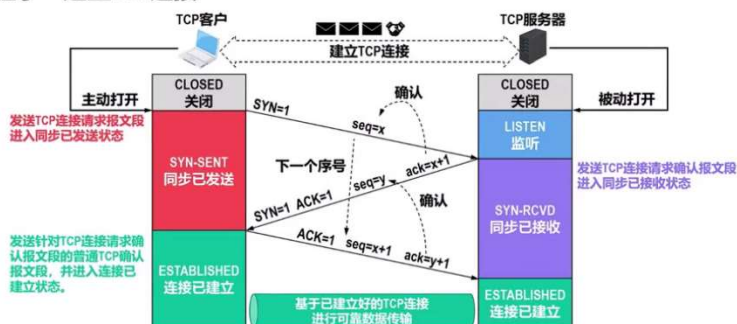 TCP客户
TCP服务器
建立TCP连接
主动打开
CLOSED
关闭
CLOSED
关闭
被动打开
发送TCP连接请求报文段
进入同步已发送状态
SYN=1
seq=x
确认
LISTEN
监听
SYN-SENT
同步已发送
下一个序号
SYN=1 ACK=1 seq=y ack=x+1
确认
发送TCP连接请求确认报文段
进入同步已接收状态
SYN-RCVD
同步已接收
发送针对TCP连接请求确
认报文段的普通TCP确认
报文段，并进入连接已
建立状态。
ACK=1 seq=x+1 ack=y+1
ESTABLISHED
连接已建立
基于已建立好的TCP连接
进行可靠数据传输
ESTABLISHED
连接已建立